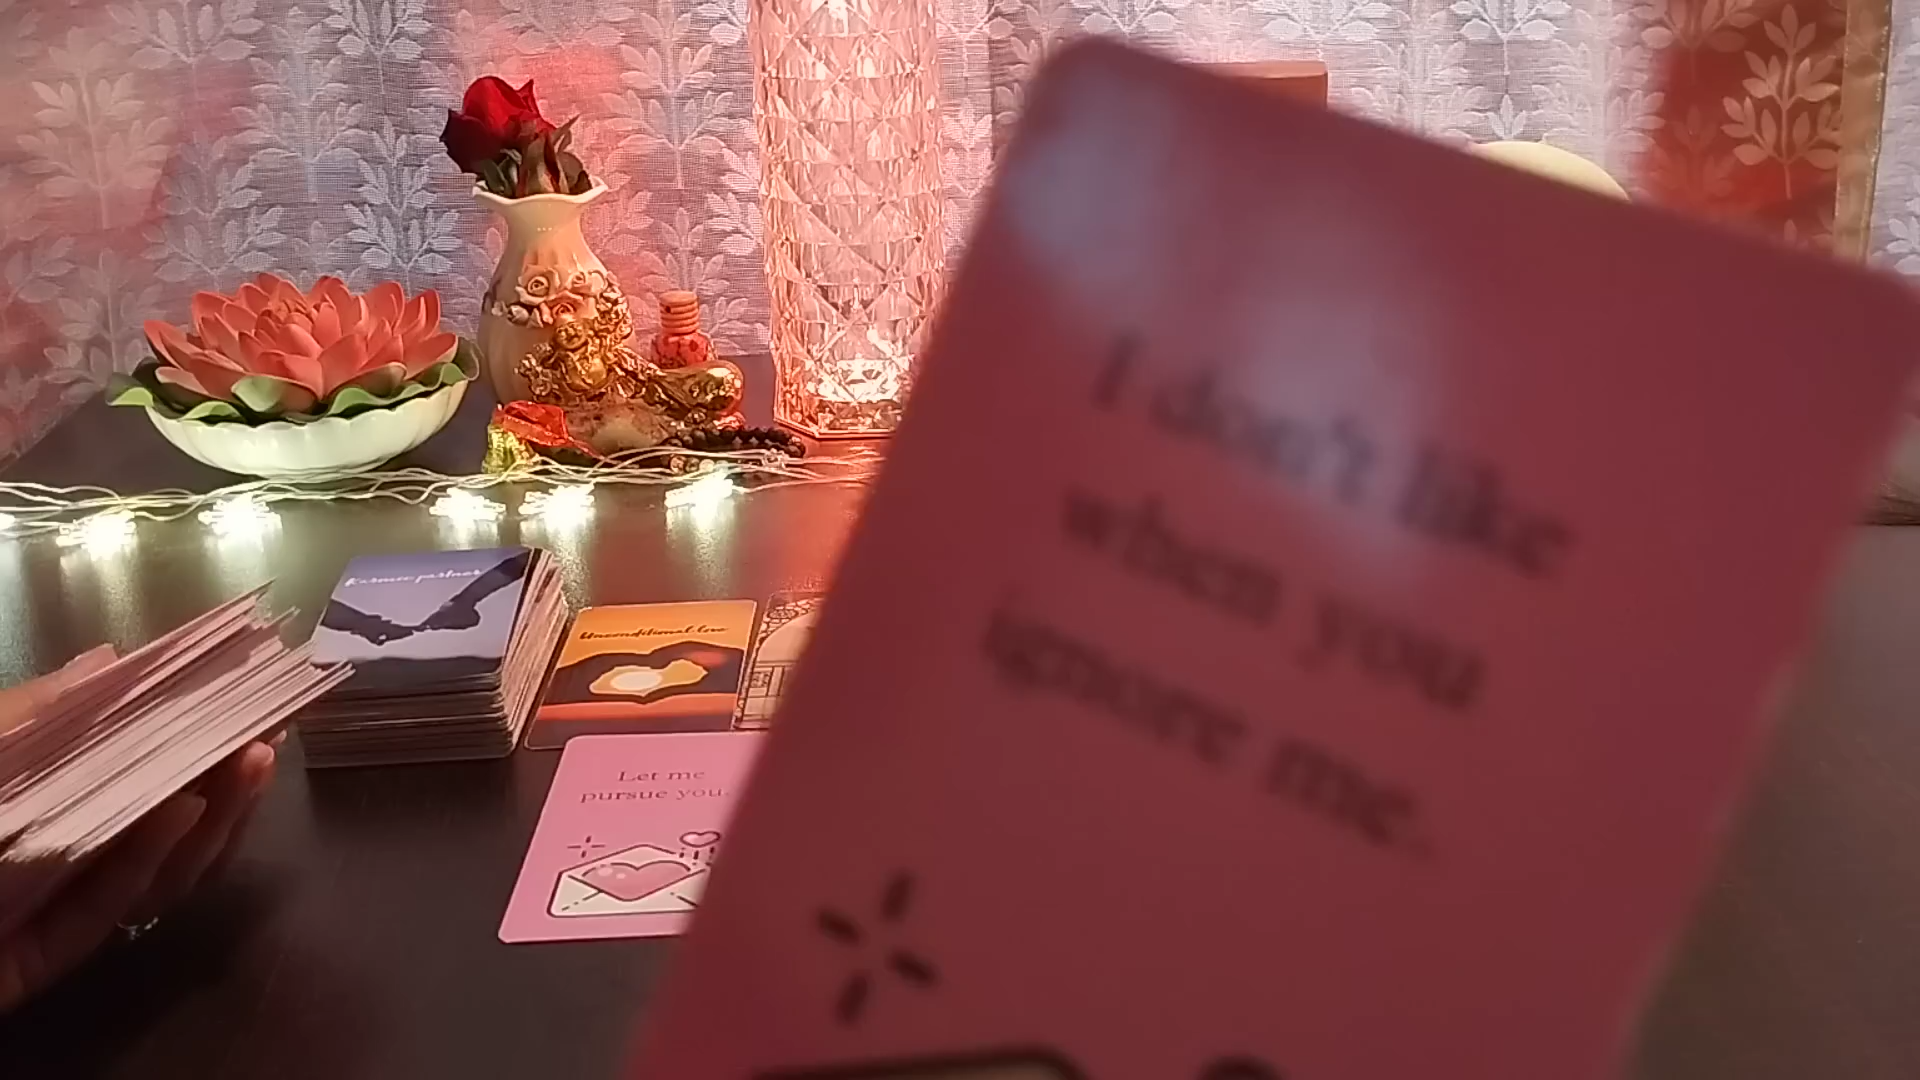 I don't like
when you
ignore me.
Karmic partner
Unconditional love
Let me
pursue you.